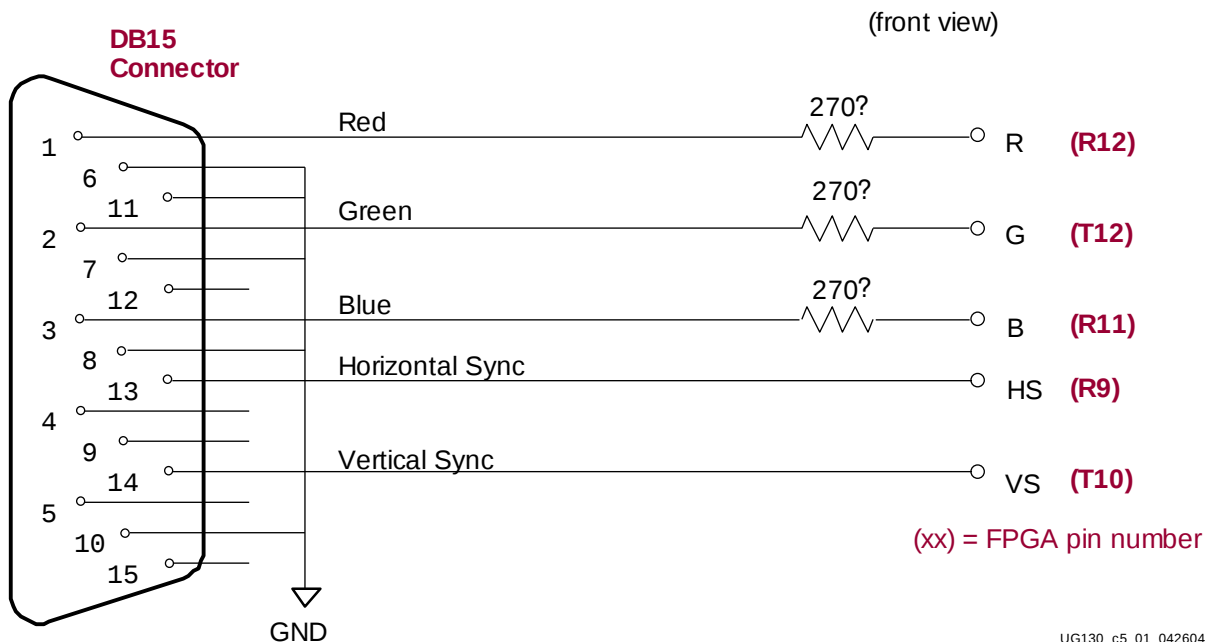 (front view)
DB15
Connector
270?
Red
1
R (R12)
6
11
270?
Green
2
G (T12)
7
12
270?
Blue
3
B (R11)
8
Horizontal Sync
13
HS (R9)
4
9
Vertical Sync
14
VS (T10)
5
10
(xx) = FPGA pin number
15
GND
UG130_c5_01_042604